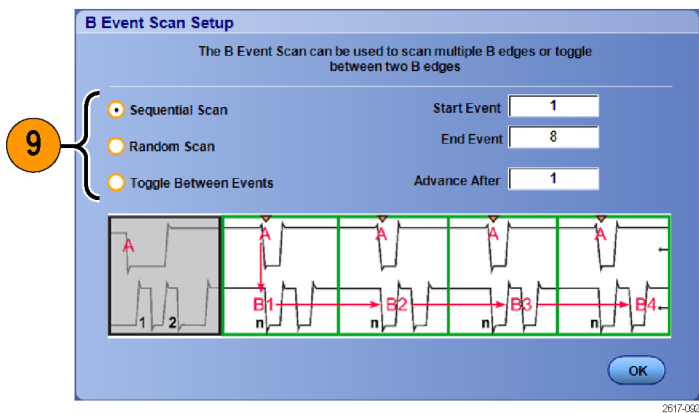 B Event Scan Setup
The B Event Scan can be used to scan multiple B edges or toggle
between two B edges
9
Sequential Scan
Start Event 1
End Event 8
Random Scan
Toggle Between Events
Advance After 1
A A A A A
B1 B2 B3 B4
1 2 n n n n
OK
2617-092